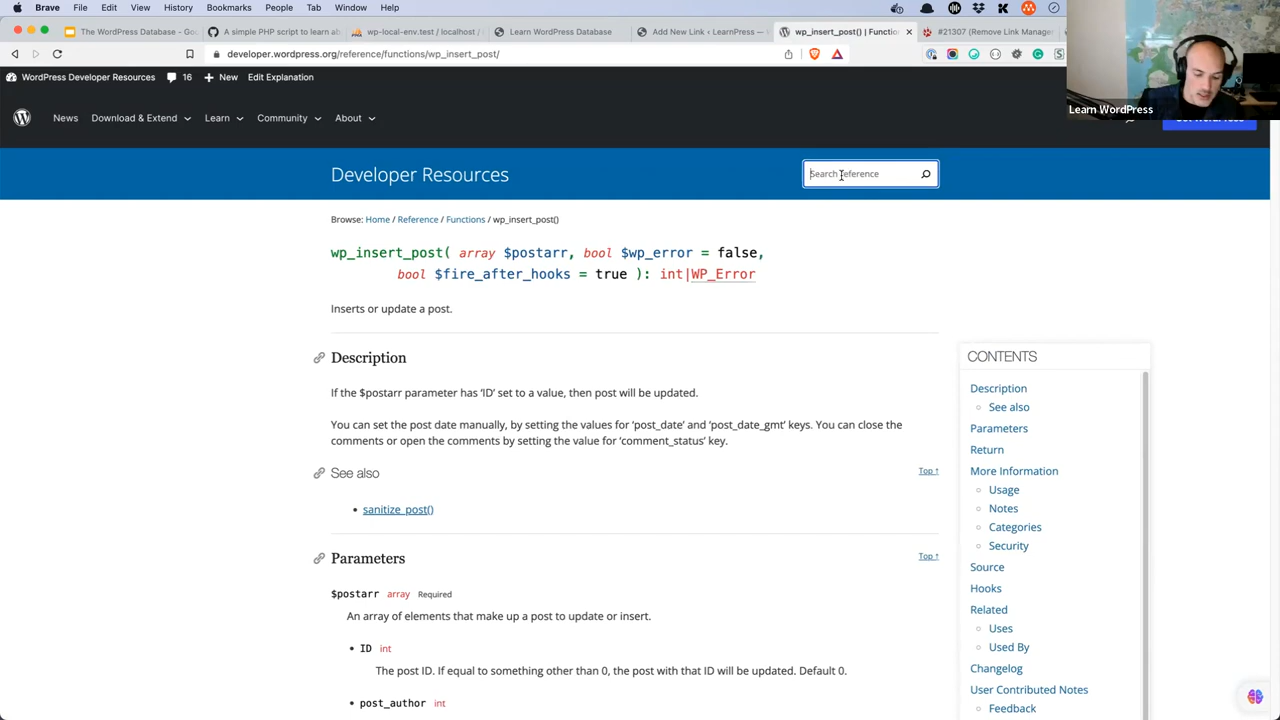 Brave File Edit View History Bookmarks People Tab Window Help
The WordPress Database - Goo
A simple PHP script to learn ab
wp-local-env.test / localhost /
Learn WordPress Database
Add New Link ‹ LearnPress —
wp_insert_post() | Functio
#21307 (Remove Link Manager
developer.wordpress.org/reference/functions/wp_insert_post/
WordPress Developer Resources 16 New Edit Explanation
Learn WordPress
News Download & Extend Learn Community About
Developer Resources
Search reference
Browse: Home / Reference / Functions / wp_insert_post()
wp_insert_post( array $postarr, bool $wp_error = false,
bool $fire_after_hooks = true ): int|WP_Error
Inserts or update a post.
Description
If the $postarr parameter has ‘ID’ set to a value, then post will be updated.
You can set the post date manually, by setting the values for ‘post_date’ and ‘post_date_gmt’ keys. You can close the
comments or open the comments by setting the value for ‘comment_status’ key.
See also
Top ↑
sanitize_post()
Parameters
Top ↑
$postarr array Required
An array of elements that make up a post to update or insert.
ID int
The post ID. If equal to something other than 0, the post with that ID will be updated. Default 0.
post_author int
CONTENTS
Description
See also
Parameters
Return
More Information
Usage
Notes
Categories
Security
Source
Hooks
Related
Uses
Used By
Changelog
User Contributed Notes
Feedback